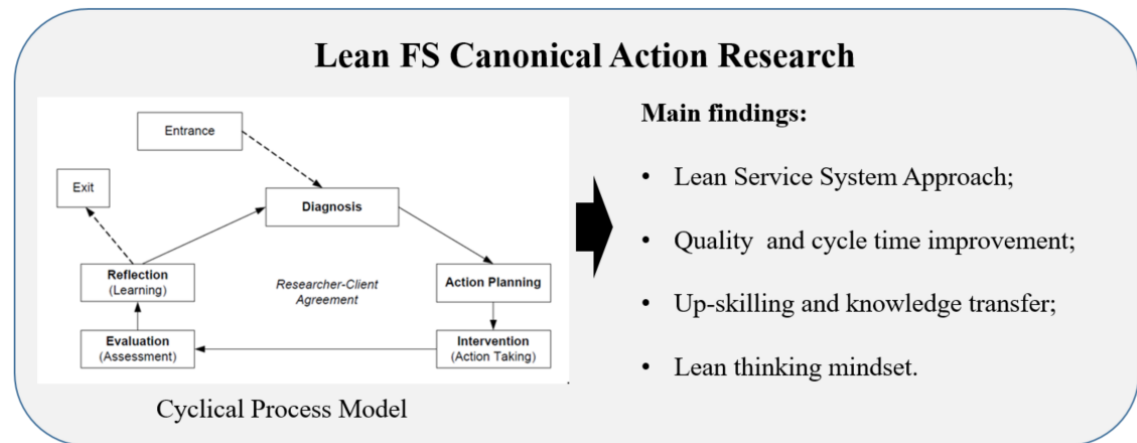 Lean FS Canonical Action Research
Entrance
Exit
Diagnosis
Reflection
(Learning)
Researcher-Client
Agreement
Action Planning
Evaluation
(Assessment)
Intervention
(Action Taking)
Cyclical Process Model
Main findings:
• Lean Service System Approach;
• Quality and cycle time improvement;
• Up-skilling and knowledge transfer;
• Lean thinking mindset.